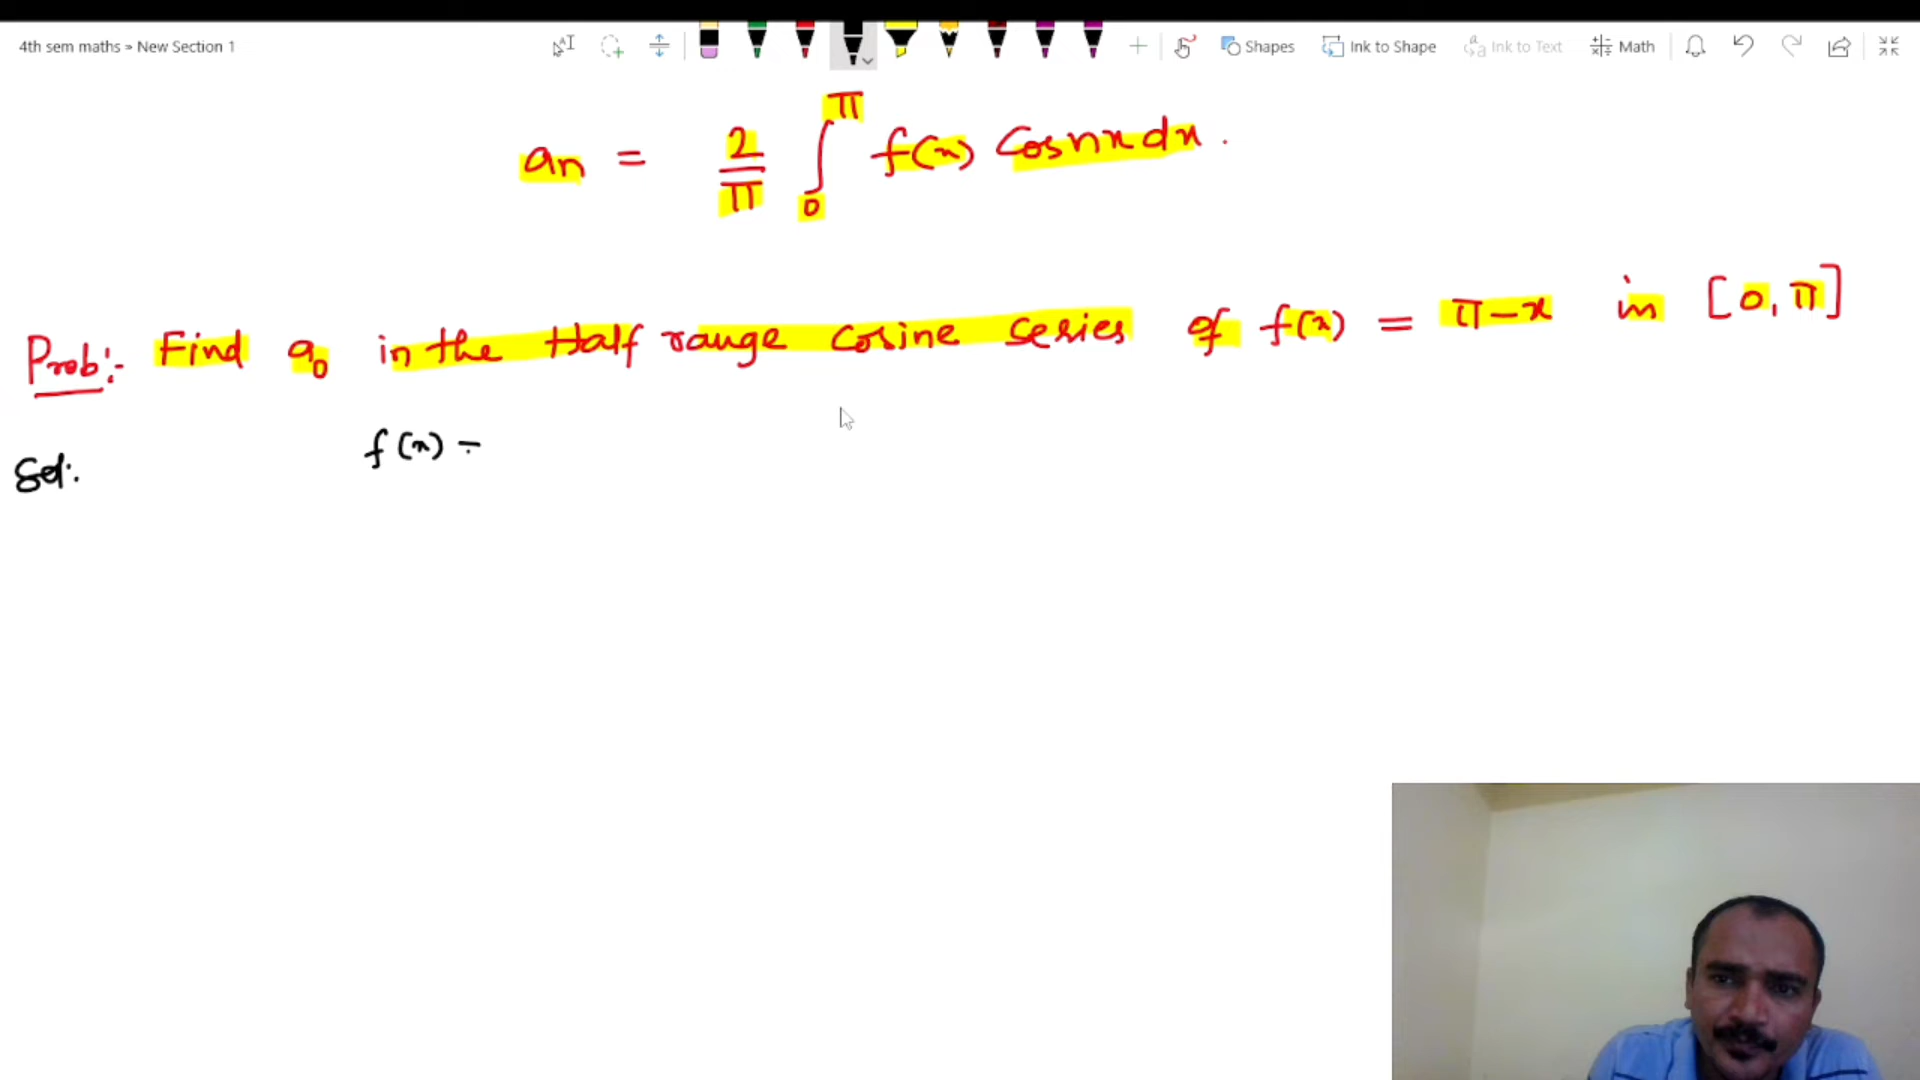 4th sem maths » New Section 1
Shapes Ink to Shape Ink to Text Math
an = 2/π ∫₀^π f(x) Cosnx dx.
Prob:- Find a₀ in the Half range cosine series of f(x) = π-x in [0, π]
Sol:
f(x) =